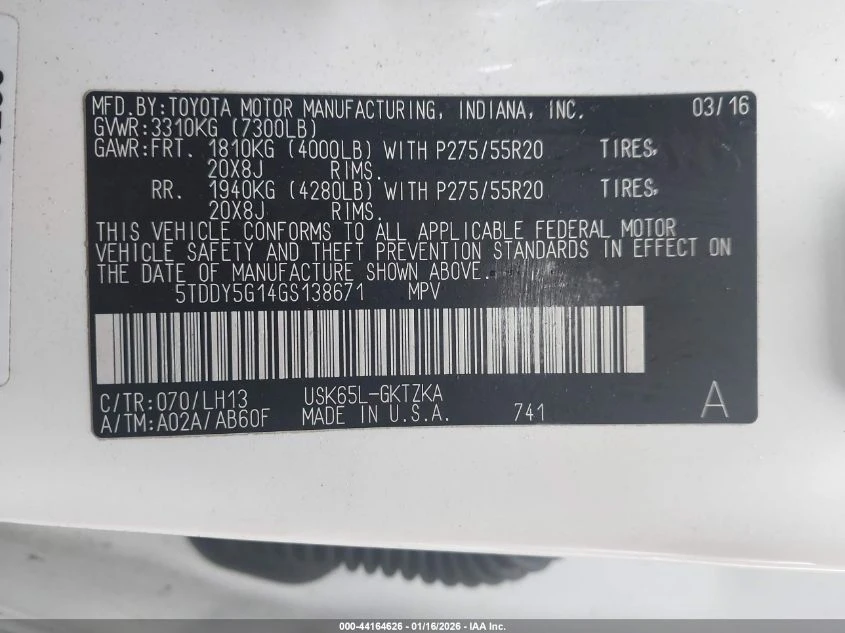 MFD.BY:TOYOTA MOTOR MANUFACTURING, INDIANA, INC. 03/16
GVWR:3310KG (7300LB)
GAWR:FRT. 1810KG (4000LB) WITH P275/55R20 TIRES,
20X8J RIMS.
RR. 1940KG (4280LB) WITH P275/55R20 TIRES,
20X8J RIMS.
THIS VEHICLE CONFORMS TO ALL APPLICABLE FEDERAL MOTOR
VEHICLE SAFETY AND THEFT PREVENTION STANDARDS IN EFFECT ON
THE DATE OF MANUFACTURE SHOWN ABOVE.
5TDDY5G14GS138671 MPV
C/TR:070/LH13 USK65L-GKTZKA
A/TM:A02A/AB60F MADE IN U.S.A. 741 A
000-44164626 - 01/16/2026 - IAA Inc.